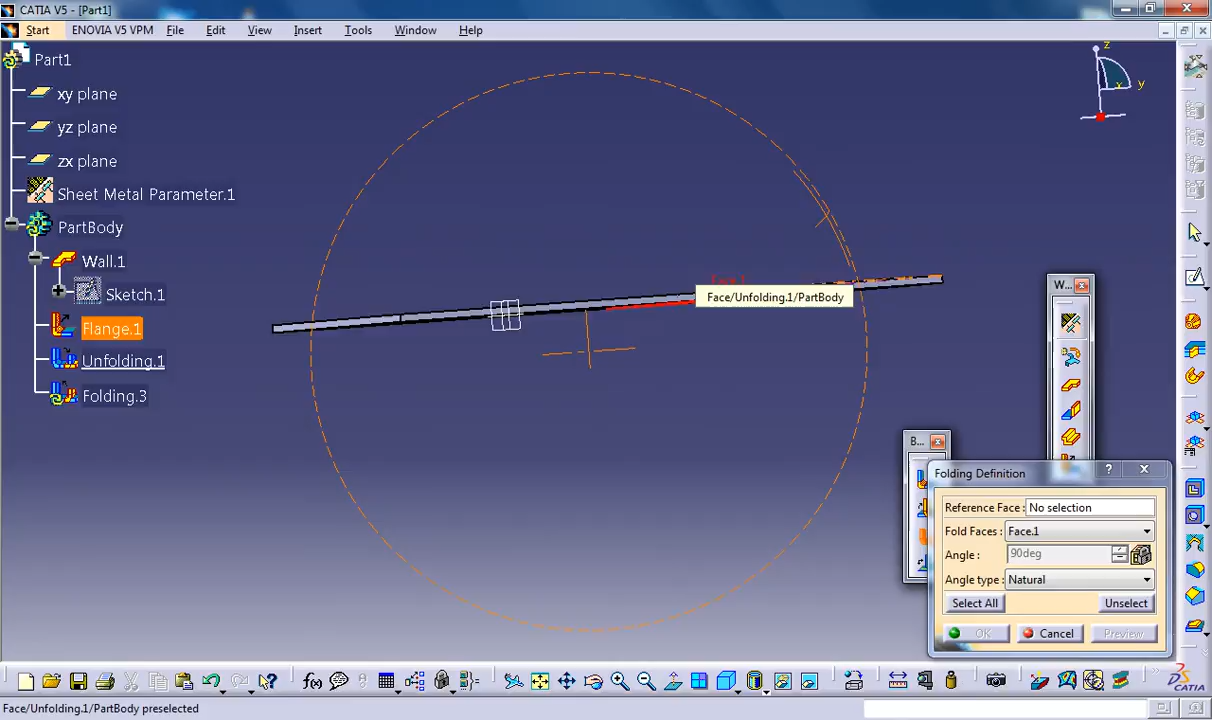 CATIA V5 - [Part1]
Start ENOVIA V5 VPM File Edit View Insert Tools Window Help
Part1
xy plane
yz plane
zx plane
Sheet Metal Parameter.1
PartBody
Wall.1
Sketch.1
Flange.1
Unfolding.1
Folding.3
z
y
x
Face.1
Face/Unfolding.1/PartBody
W...
B...
Folding Definition
Reference Face : No selection
Fold Faces : Face.1
Angle : 90deg
Angle type : Natural
Select All Unselect
OK Cancel Preview
f(x)
DS CATIA
Face/Unfolding.1/PartBody preselected